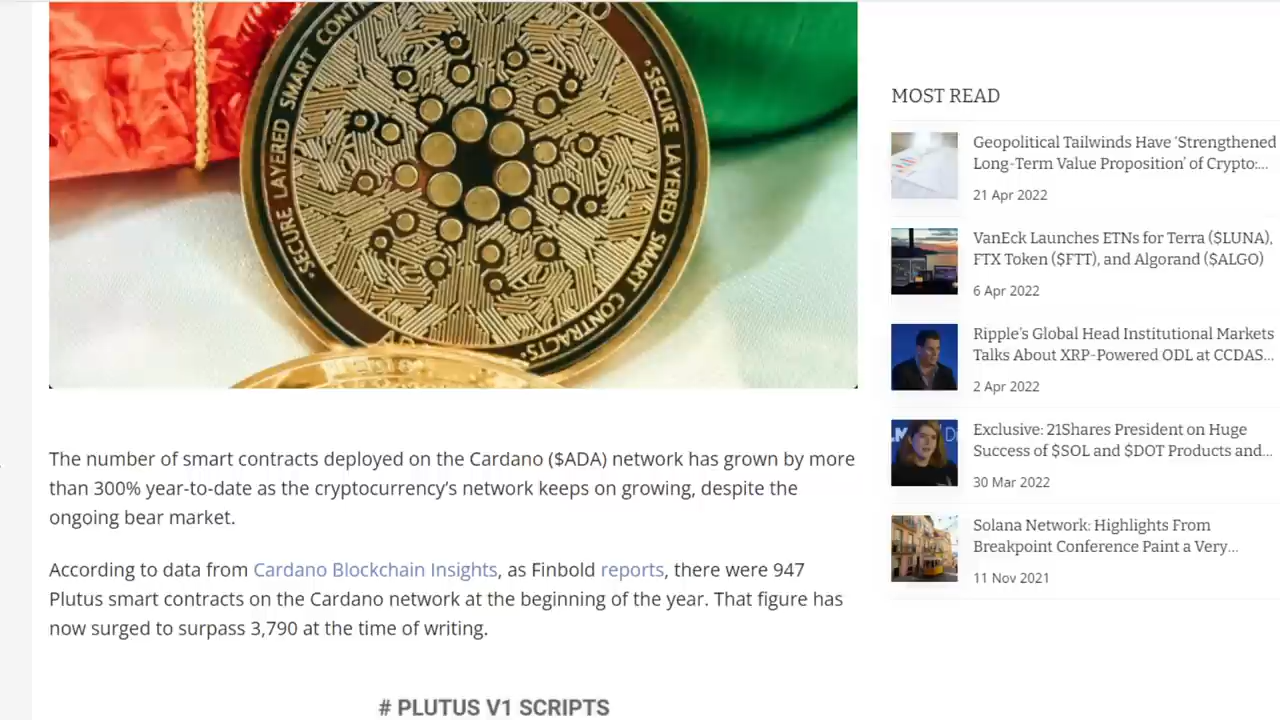 SECURE LAYERED SMART CONTR
SECURE LAYERED SMART CONTRACTS.
MOST READ
Geopolitical Tailwinds Have ‘Strengthened
Long-Term Value Proposition’ of Crypto:...
21 Apr 2022
VanEck Launches ETNs for Terra ($LUNA),
FTX Token ($FTT), and Algorand ($ALGO)
6 Apr 2022
Ripple’s Global Head Institutional Markets
Talks About XRP-Powered ODL at CCDAS...
2 Apr 2022
Exclusive: 21Shares President on Huge
Success of $SOL and $DOT Products and...
30 Mar 2022
Solana Network: Highlights From
Breakpoint Conference Paint a Very...
11 Nov 2021
The number of smart contracts deployed on the Cardano ($ADA) network has grown by more
than 300% year-to-date as the cryptocurrency’s network keeps on growing, despite the
ongoing bear market.
According to data from Cardano Blockchain Insights, as Finbold reports, there were 947
Plutus smart contracts on the Cardano network at the beginning of the year. That figure has
now surged to surpass 3,790 at the time of writing.
# PLUTUS V1 SCRIPTS